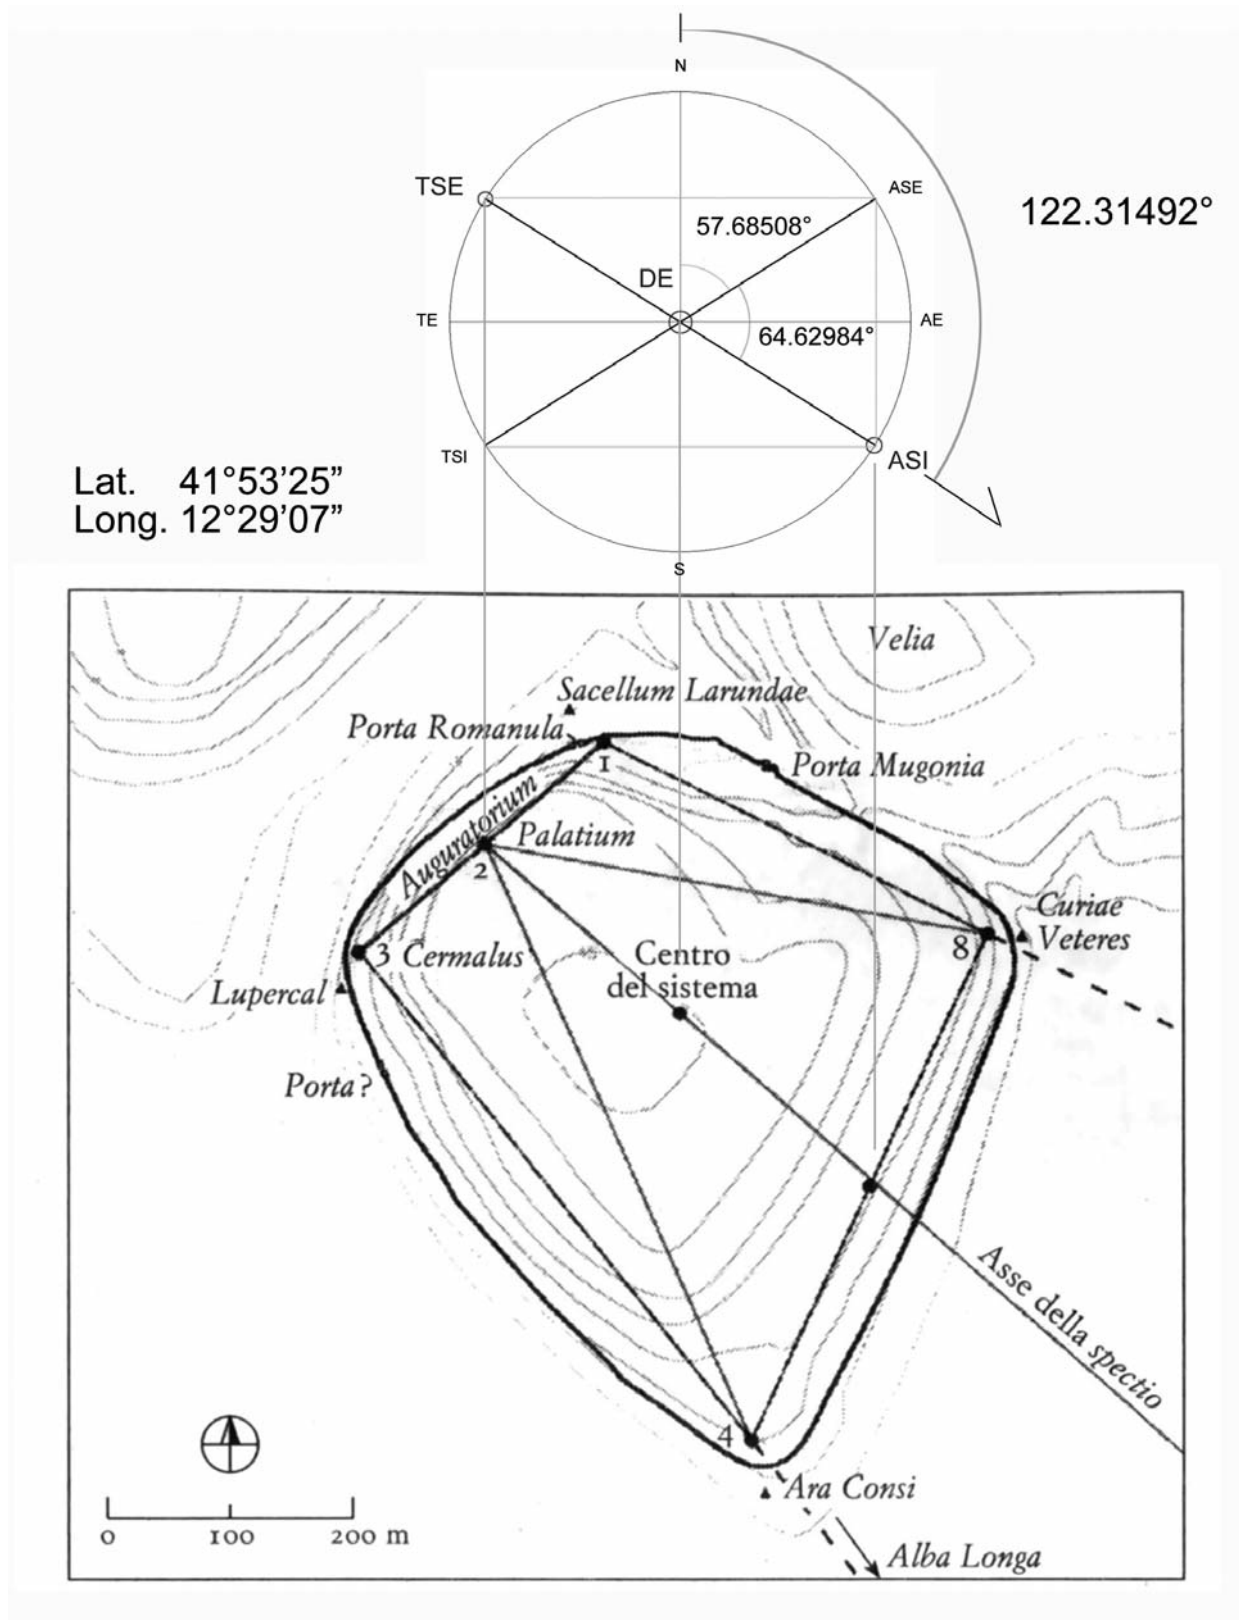 N
TSE
ASE
122.31492°
57.68508°
DE
TE
AE
64.62984°
TSI
ASI
Lat. 41°53'25”
Long. 12°29'07”
S
Velia
Sacellum Larundae
Porta Romanula
1
Porta Mugonia
Auguratorium
Palatium
2
Curiae
Veteres
8
3 Cermalus
Centro
del sistema
Lupercal
Porta?
Asse della spectio
4
Ara Consi
0 100 200 m
Alba Longa